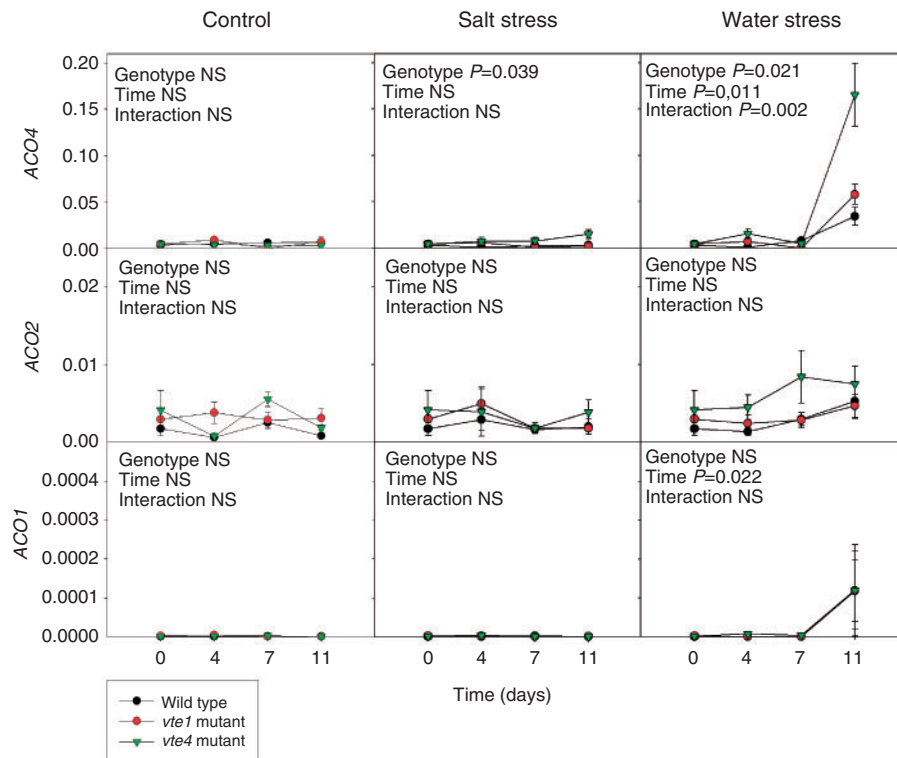 Control
Salt stress
Water stress
ACO4
0.20
0.15
0.10
0.05
0.00
Genotype NS
Time NS
Interaction NS
Genotype P=0.039
Time NS
Interaction NS
Genotype P=0.021
Time P=0,011
Interaction P=0.002
ACO2
0.02
0.01
0.00
Genotype NS
Time NS
Interaction NS
Genotype NS
Time NS
Interaction NS
Genotype NS
Time NS
Interaction NS
ACO1
0.0004
0.0003
0.0002
0.0001
0.0000
Genotype NS
Time NS
Interaction NS
Genotype NS
Time NS
Interaction NS
Genotype NS
Time P=0.022
Interaction NS
0 4 7 11
0 4 7 11
0 4 7 11
Time (days)
Wild type
vte1 mutant
vte4 mutant